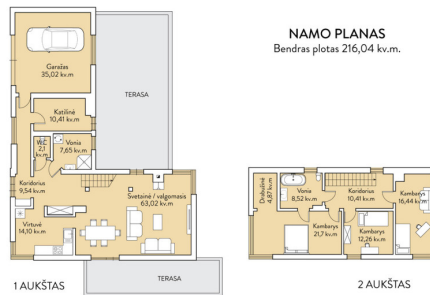 NAMO PLANAS
Bendras plotas 216,04 kv.m.
Garažas
35,02 kv.m
Katilinė
10,41 kv.m
TERASA
WC
2,1
kv.m
Vonia
7,65 kv.m
Koridorius
9,54 kv.m
Svetainė / valgomasis
63,02 kv.m
Virtuvė
14,10 kv.m
TERASA
1 AUKŠTAS
Drabužinė
4,87 kv.m
Vonia
8,52 kv.m
Koridorius
10,41 kv.m
Kambarys
16,44 kv.m
Kambarys
21,7 kv.m
Kambarys
12,26 kv.m
2 AUKŠTAS